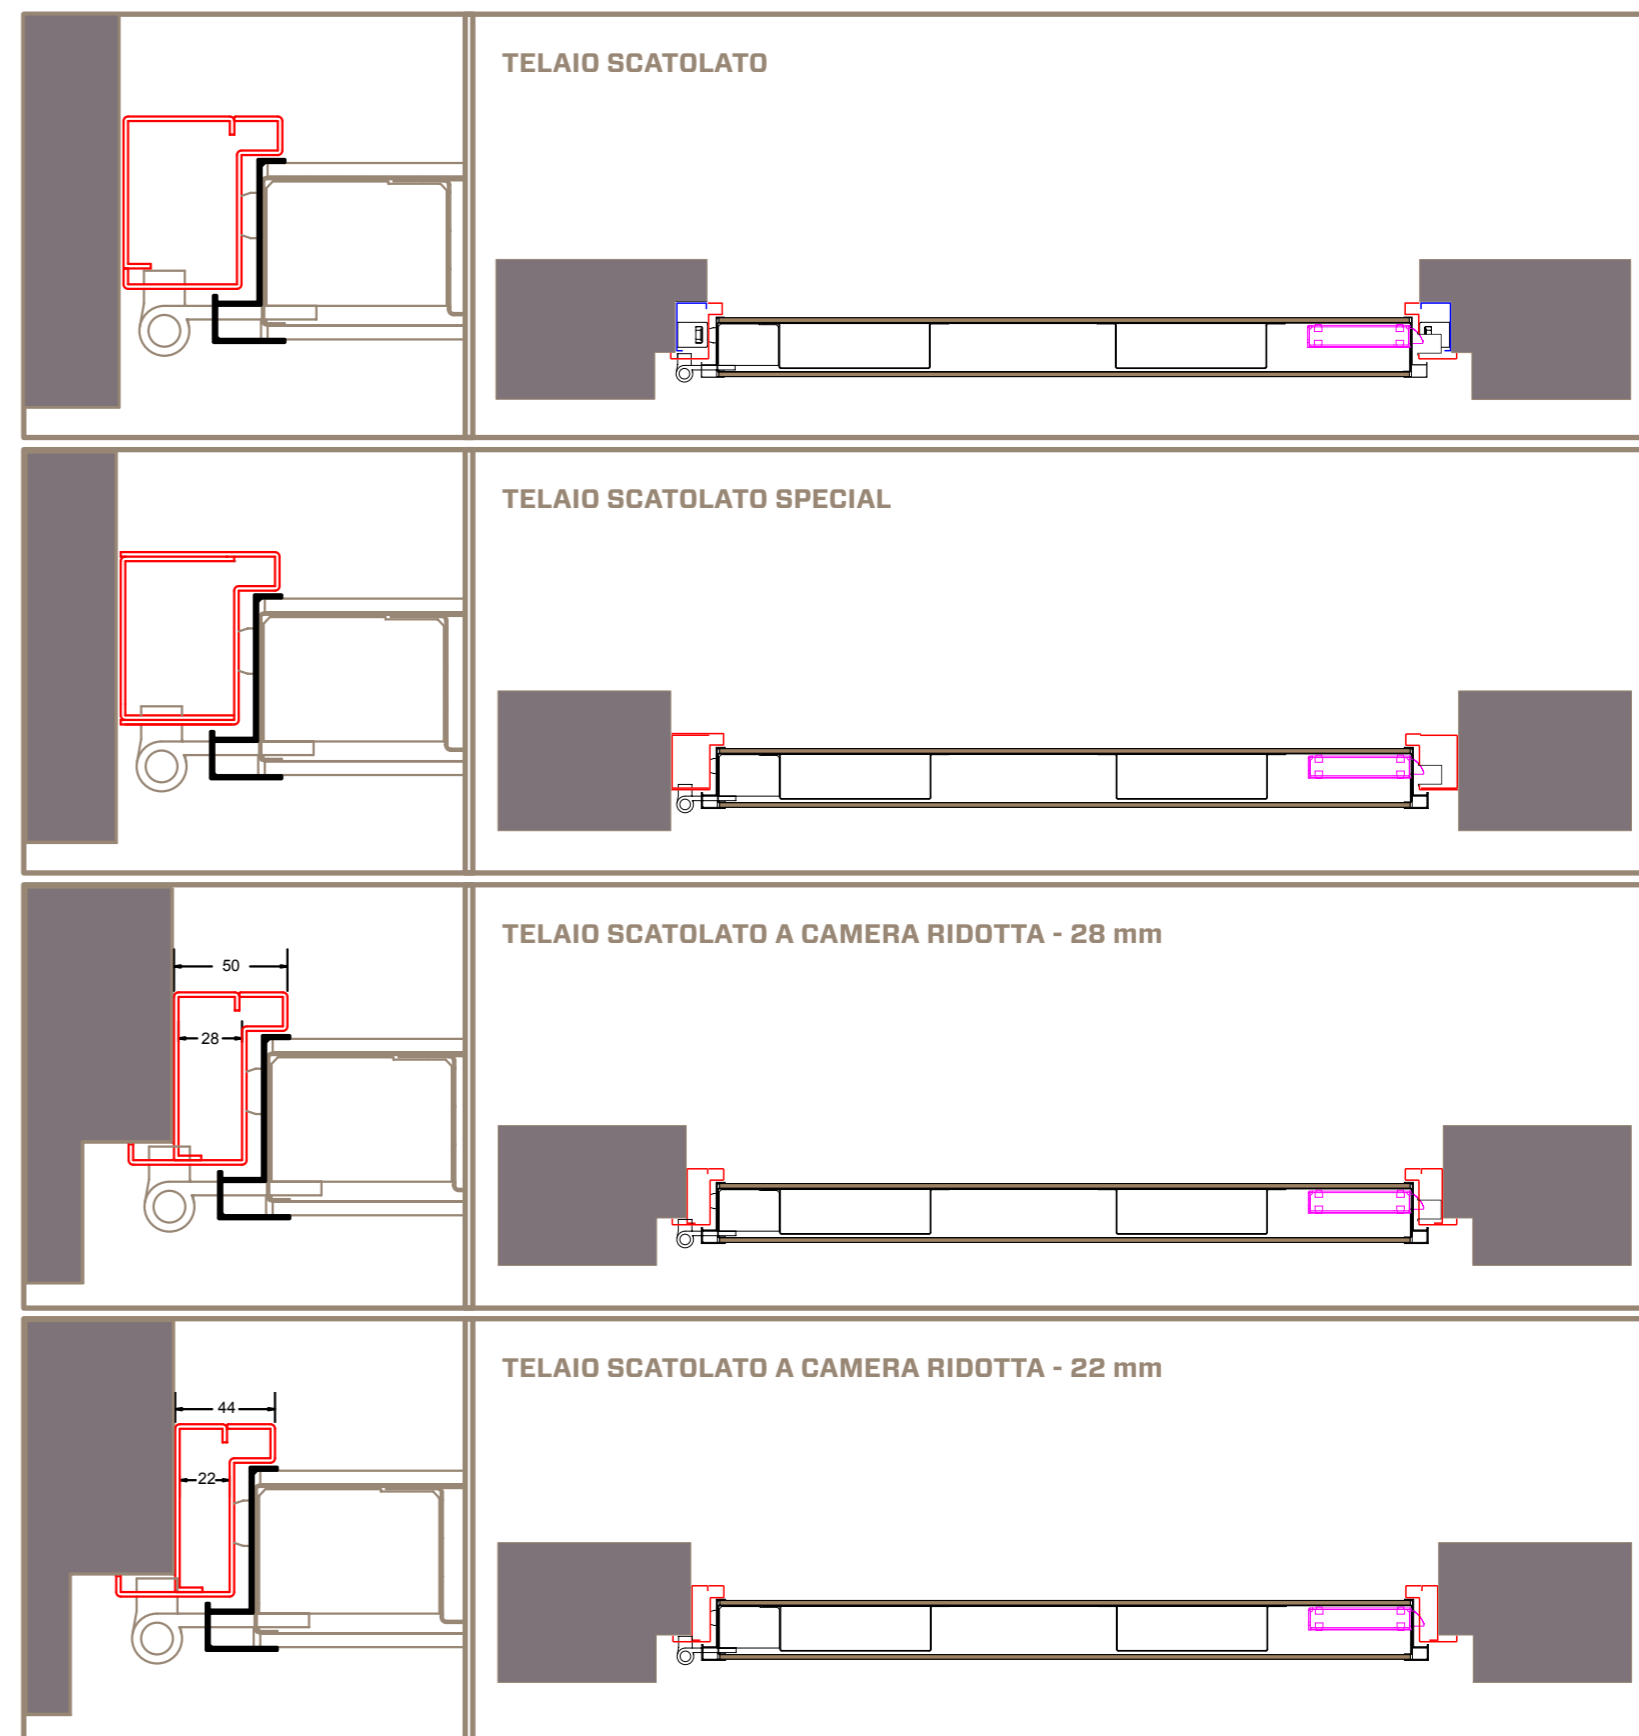 TELAIO SCATOLATO
TELAIO SCATOLATO SPECIAL
TELAIO SCATOLATO A CAMERA RIDOTTA - 28 mm
50
28
TELAIO SCATOLATO A CAMERA RIDOTTA - 22 mm
44
22